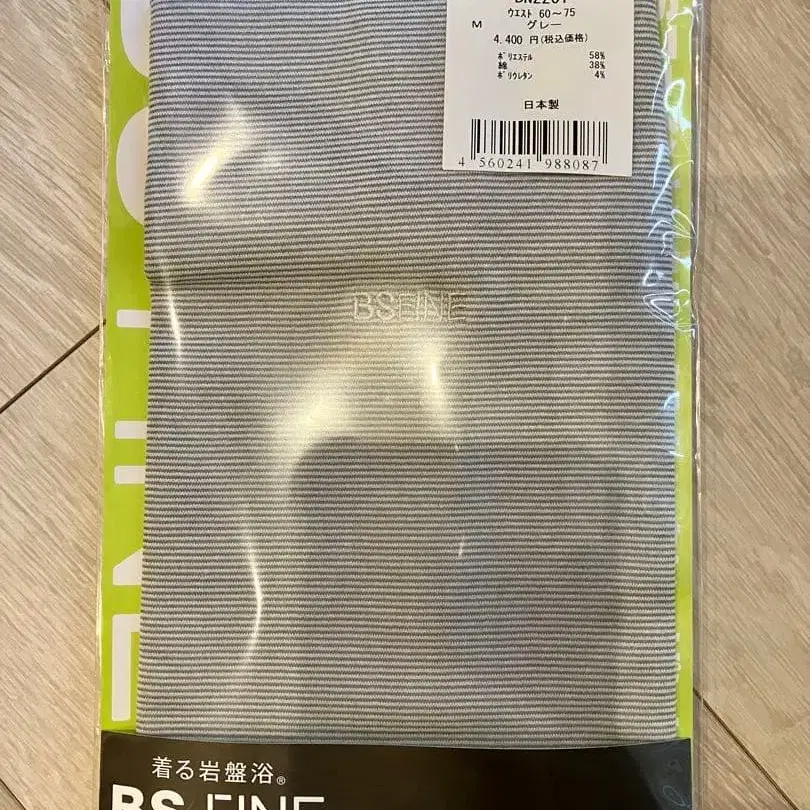 ウエスト 60～75
M グレー
4.400 円(税込価格)
ポリエステル 58%
綿 38%
ポリウレタン 4%
日本製
4 560241 988087
BSFINE
着る岩盤浴®
BS FINE